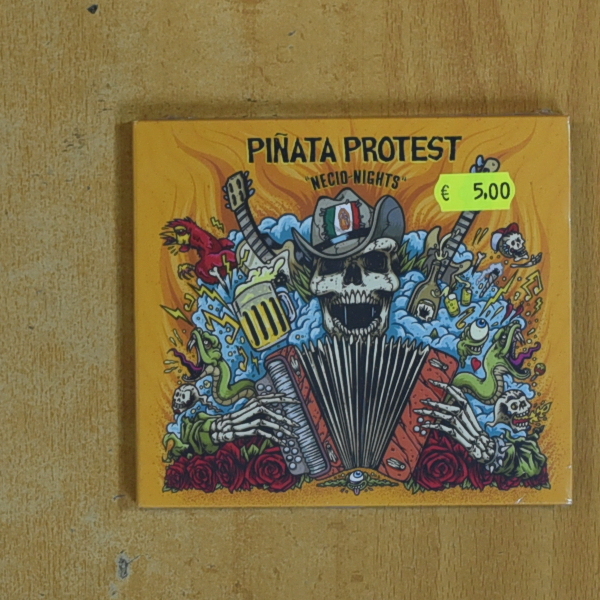 PIÑATA PROTEST
"NECIO-NIGHTS"
€ 5.00